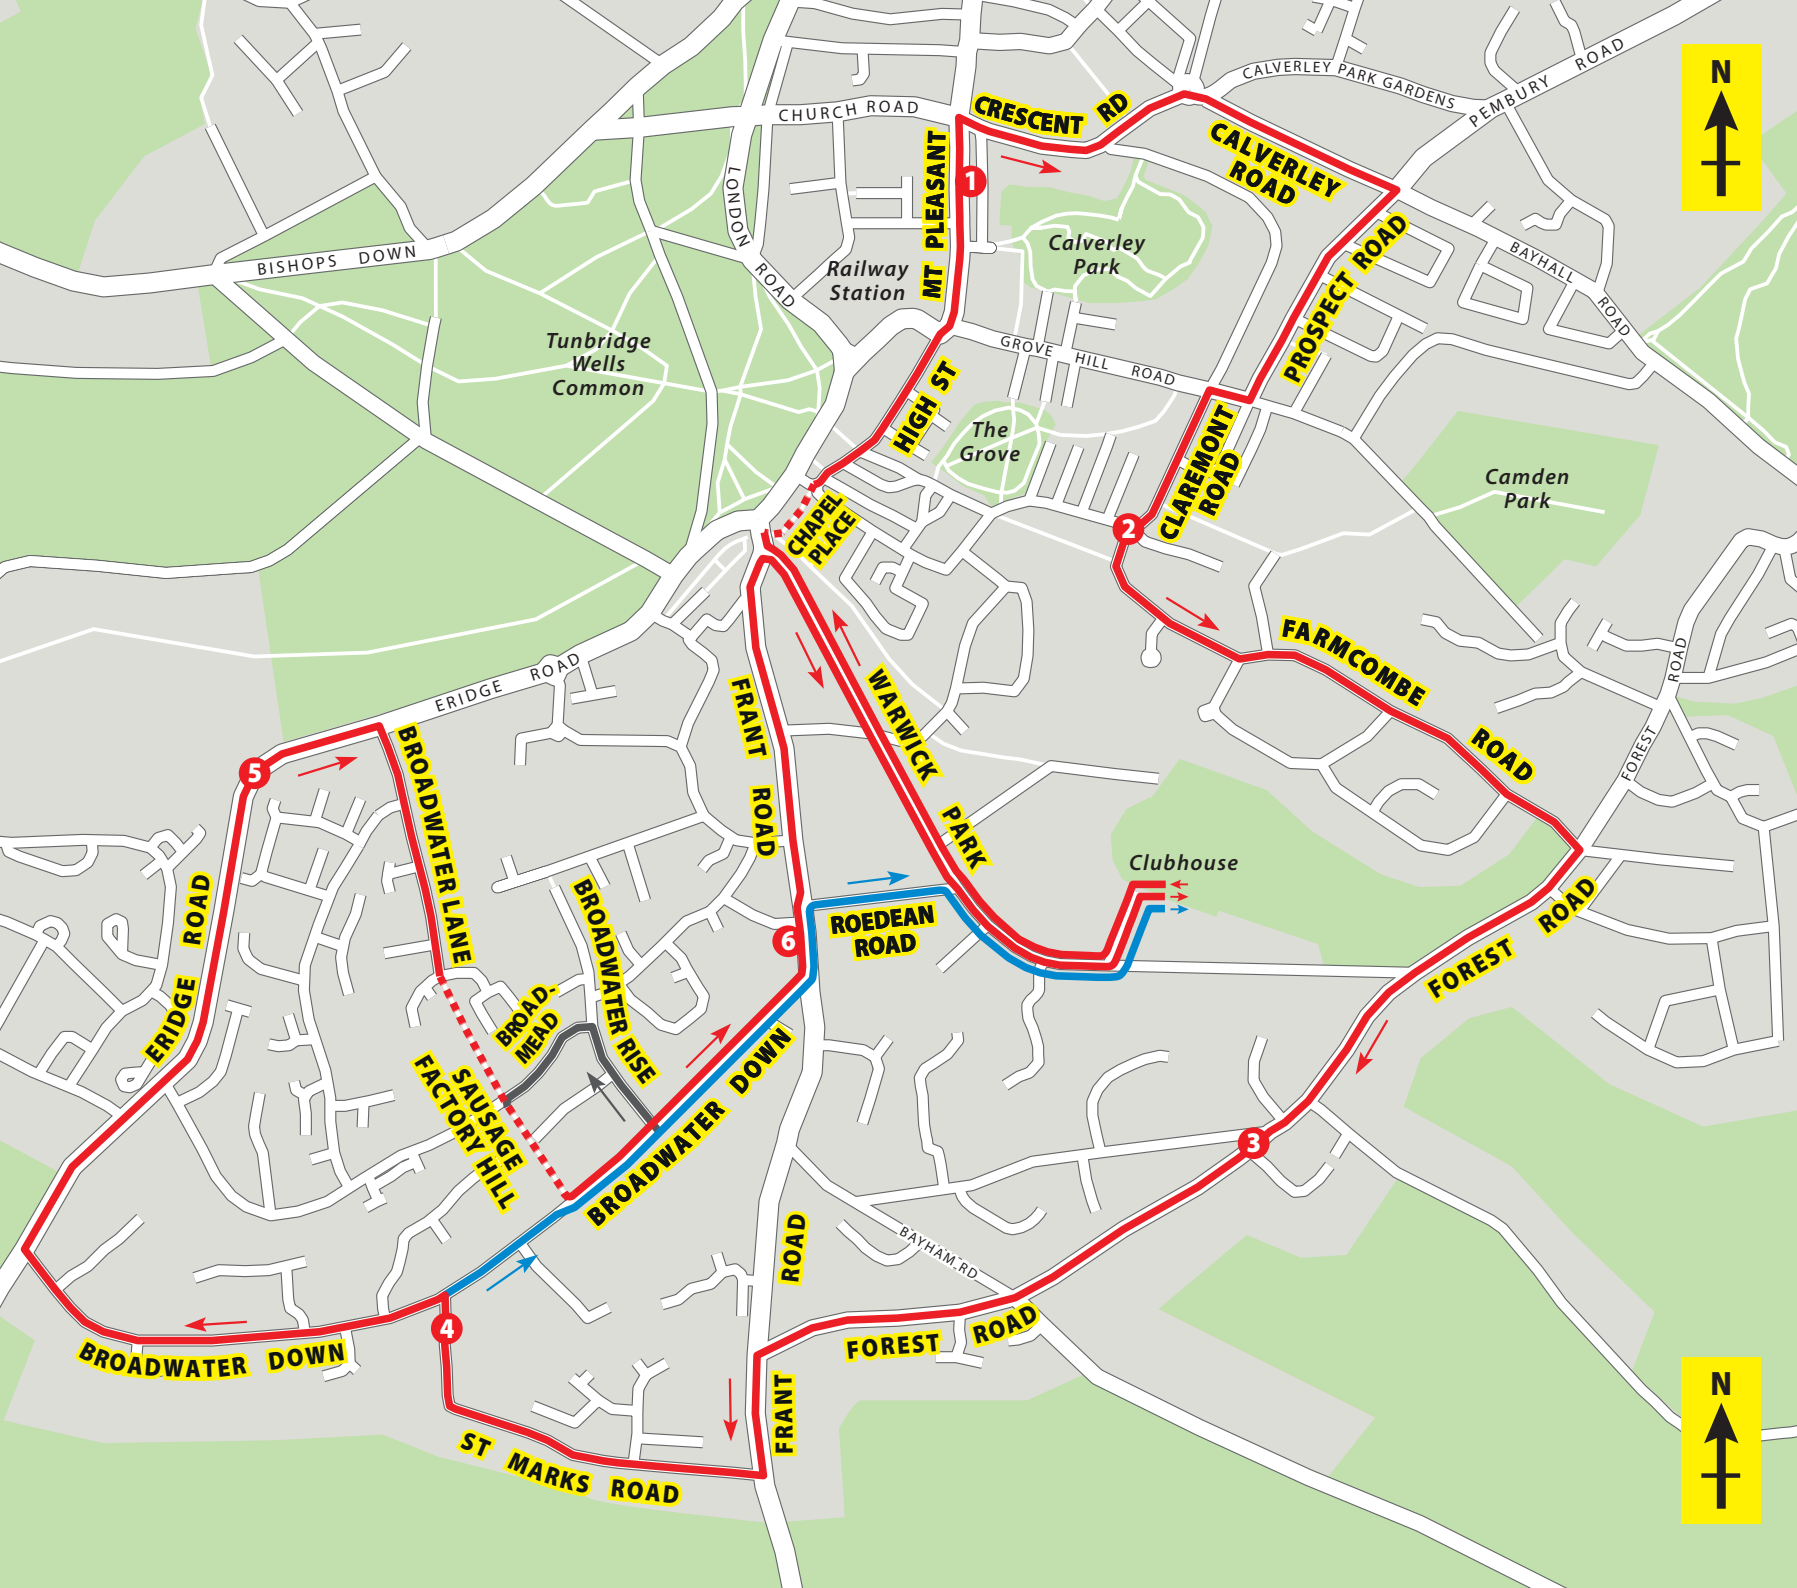 N
CALVERLEY PARK GARDENS
PEMBURY ROAD
CHURCH ROAD
CRESCENT RD
CALVERLEY
ROAD
MT PLEASANT
1
LONDON ROAD
BISHOPS DOWN
Railway
Station
Calverley
Park
PROSPECT ROAD
BAYHALL ROAD
Tunbridge
Wells
Common
GROVE HILL ROAD
HIGH ST
The
Grove
CLAREMONT
ROAD
Camden
Park
2
CHAPEL
PLACE
FARMCOMBE ROAD
FOREST ROAD
ERIDGE ROAD
FRANT ROAD
WARWICK PARK
5
BROADWATER LANE
Clubhouse
ERIDGE ROAD
BROADWATER RISE
ROEDEAN
ROAD
6
FOREST ROAD
BROAD-
MEAD
SAUSAGE
FACTORY HILL
BROADWATER DOWN
3
BAYHAM RD
ROAD
4
BROADWATER DOWN
FOREST ROAD
FRANT
ST MARKS ROAD
N